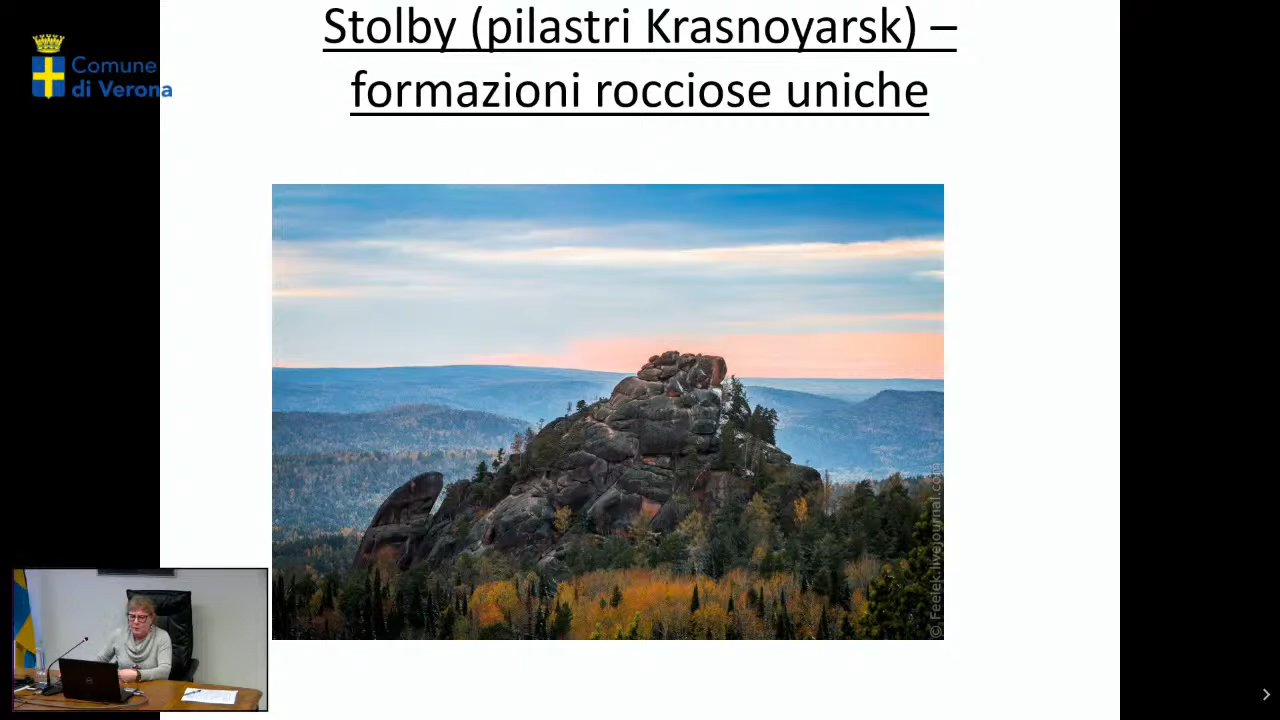 Stolby (pilastri Krasnoyarsk) –
formazioni rocciose uniche
Comune
di Verona
© Feelek.livejournal.com